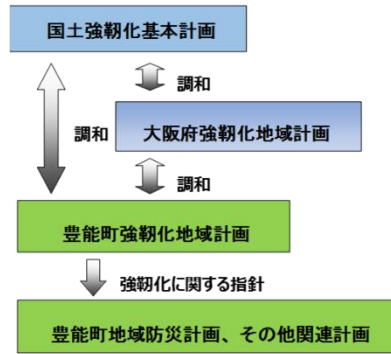 国土強靭化基本計画
調和
調和
大阪府強靭化地域計画
調和
豊能町強靭化地域計画
強靭化に関する指針
豊能町地域防災計画、その他関連計画